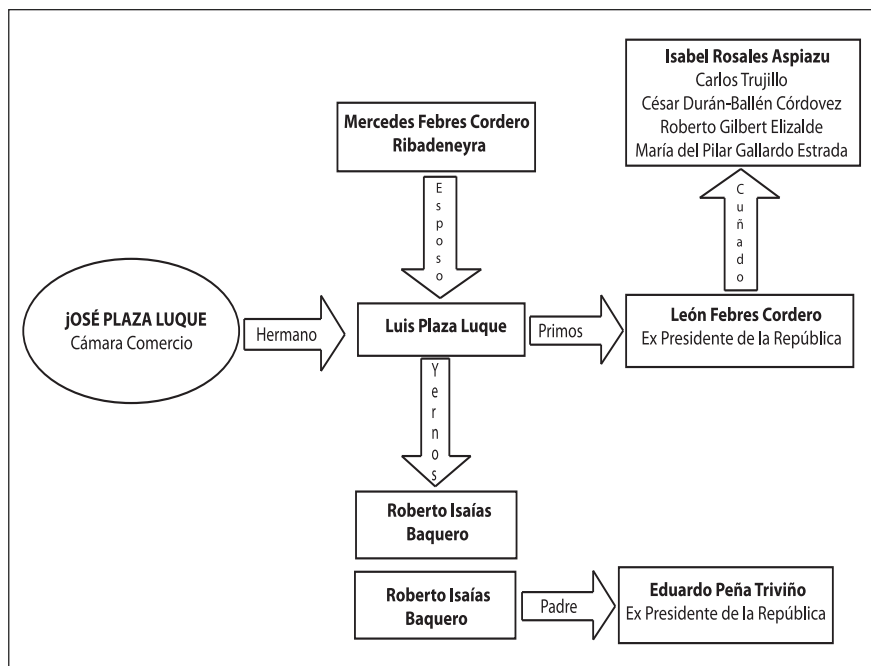 Isabel Rosales Aspiazu
Carlos Trujillo
César Durán-Ballén Córdovez
Roberto Gilbert Elizalde
María del Pilar Gallardo Estrada
Mercedes Febres Cordero
Ribadeneyra
Esposo
Cuñado
jOSÉ PLAZA LUQUE
Cámara Comercio
Hermano
Luis Plaza Luque
Primos
León Febres Cordero
Ex Presidente de la República
Yernos
Roberto Isaías
Baquero
Roberto Isaías
Baquero
Padre
Eduardo Peña Triviño
Ex Presidente de la República